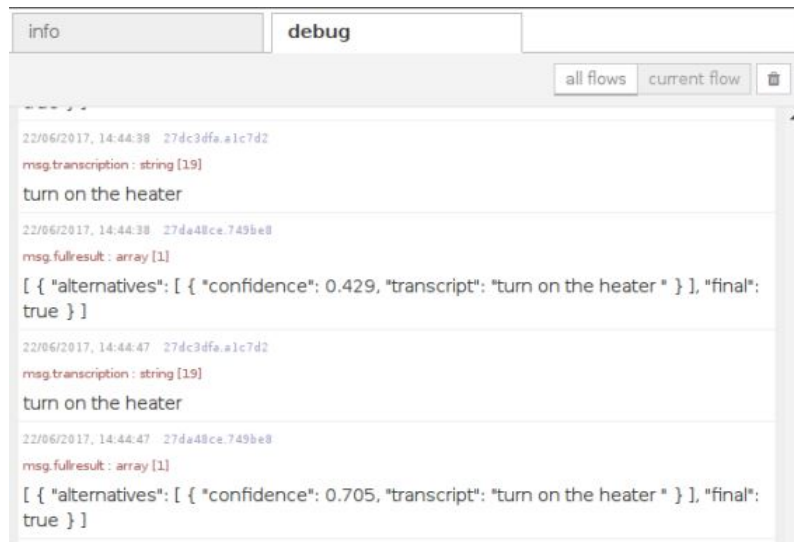 info debug
all flows current flow
true } ]
22/06/2017, 14:44:38 27dc3dfa.a1c7d2
msg.transcription : string [19]
turn on the heater
22/06/2017, 14:44:38 27da48ce.749be8
msg.fullresult : array [1]
[ { "alternatives": [ { "confidence": 0.429, "transcript": "turn on the heater " } ], "final":
true } ]
22/06/2017, 14:44:47 27dc3dfa.a1c7d2
msg.transcription : string [19]
turn on the heater
22/06/2017, 14:44:47 27da48ce.749be8
msg.fullresult : array [1]
[ { "alternatives": [ { "confidence": 0.705, "transcript": "turn on the heater " } ], "final":
true } ]